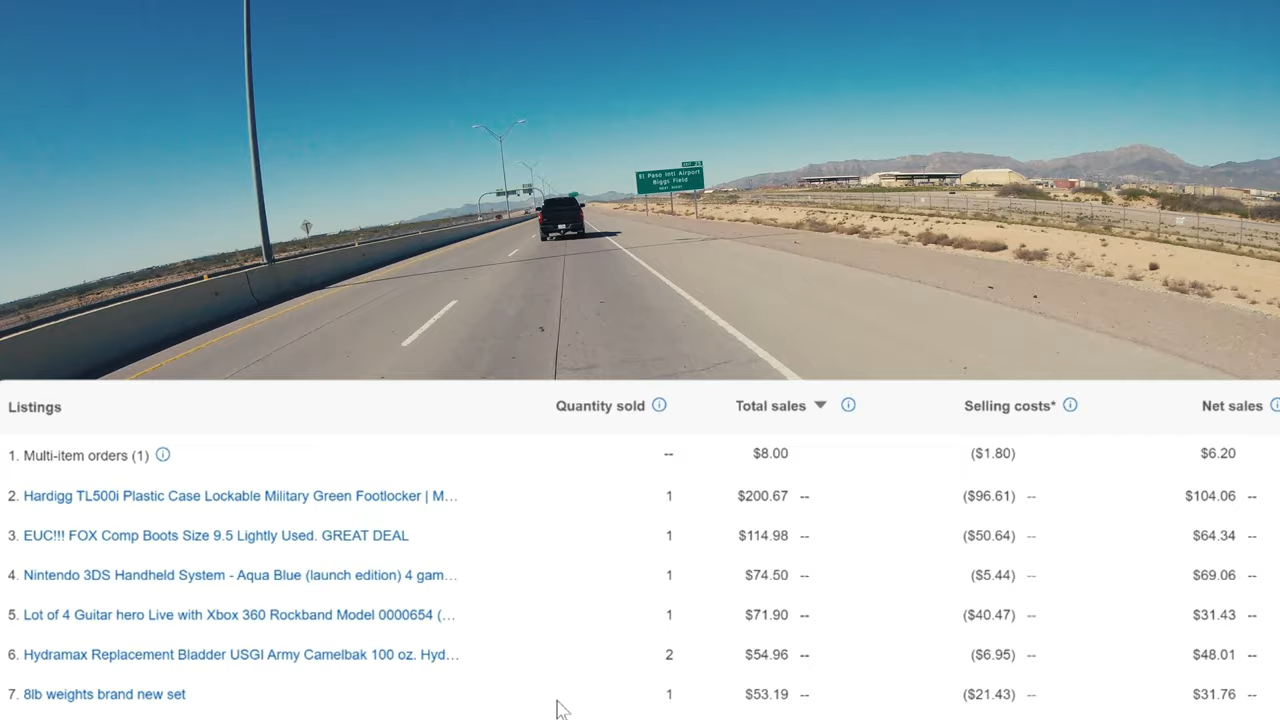 EXIT 25
El Paso Intl Airport
Biggs Field
NEXT RIGHT
Listings Quantity sold Total sales Selling costs* Net sales
1. Multi-item orders (1) -- $8.00 ($1.80) $6.20
2. Hardigg TL500i Plastic Case Lockable Military Green Footlocker | M... 1 $200.67 -- ($96.61) -- $104.06 --
3. EUC!!! FOX Comp Boots Size 9.5 Lightly Used. GREAT DEAL 1 $114.98 -- ($50.64) -- $64.34 --
4. Nintendo 3DS Handheld System - Aqua Blue (launch edition) 4 gam... 1 $74.50 -- ($5.44) -- $69.06 --
5. Lot of 4 Guitar hero Live with Xbox 360 Rockband Model 0000654 (... 1 $71.90 -- ($40.47) -- $31.43 --
6. Hydramax Replacement Bladder USGI Army Camelbak 100 oz. Hyd... 2 $54.96 -- ($6.95) -- $48.01 --
7. 8lb weights brand new set 1 $53.19 -- ($21.43) -- $31.76 --